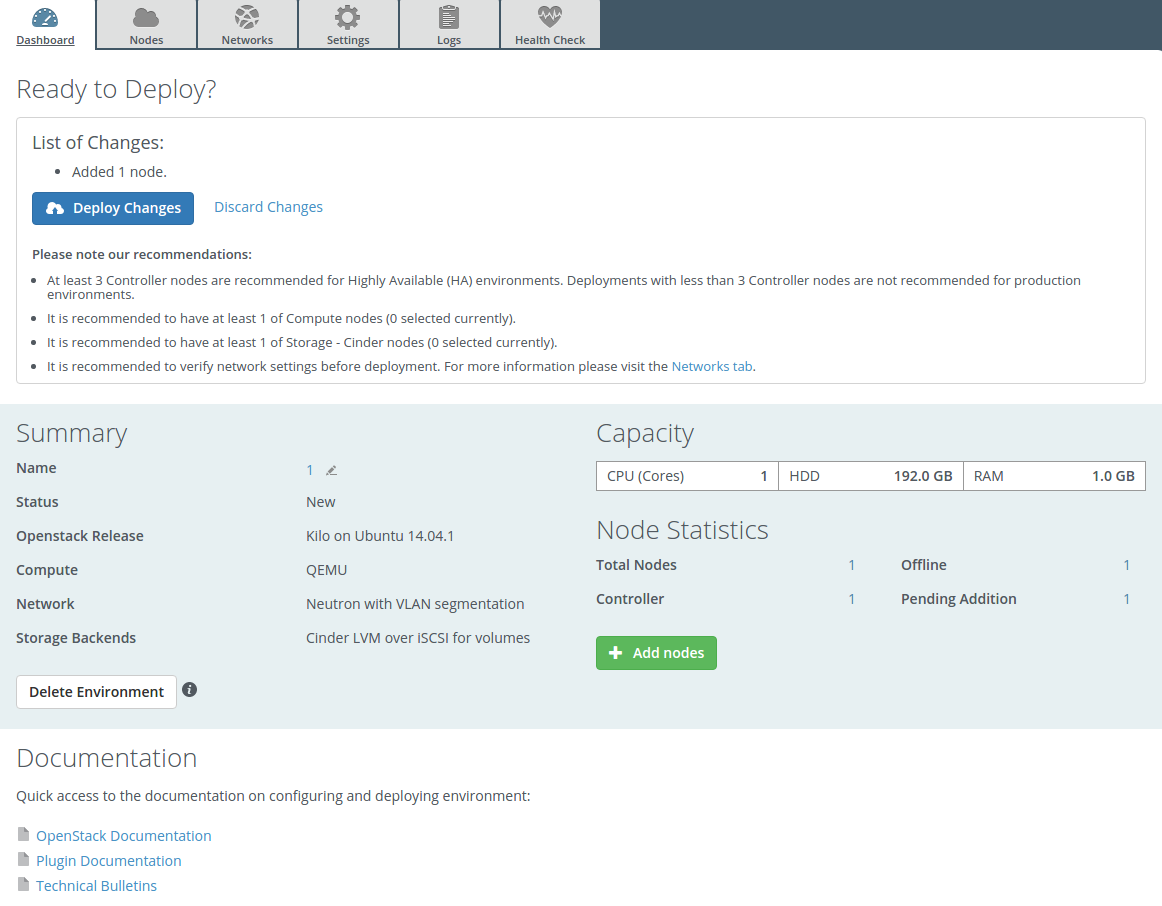 Dashboard Nodes Networks Settings Logs Health Check
Ready to Deploy?
List of Changes:
• Added 1 node.
Deploy Changes Discard Changes
Please note our recommendations:
• At least 3 Controller nodes are recommended for Highly Available (HA) environments. Deployments with less than 3 Controller nodes are not recommended for production
environments.
• It is recommended to have at least 1 of Compute nodes (0 selected currently).
• It is recommended to have at least 1 of Storage - Cinder nodes (0 selected currently).
• It is recommended to verify network settings before deployment. For more information please visit the Networks tab.
Summary
Name 1
Status New
Openstack Release Kilo on Ubuntu 14.04.1
Compute QEMU
Network Neutron with VLAN segmentation
Storage Backends Cinder LVM over iSCSI for volumes
Delete Environment
Capacity
CPU (Cores) 1 HDD 192.0 GB RAM 1.0 GB
Node Statistics
Total Nodes 1 Offline 1
Controller 1 Pending Addition 1
Add nodes
Documentation
Quick access to the documentation on configuring and deploying environment:
OpenStack Documentation
Plugin Documentation
Technical Bulletins